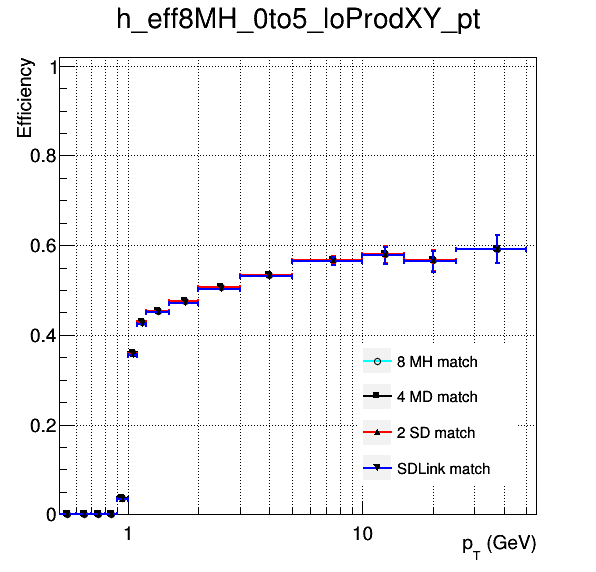 h_eff8MH_0to5_loProdXY_pt
Efficiency
1
0.8
0.6
0.4
0.2
0
8 MH match
4 MD match
2 SD match
SDLink match
1
10
p_T (GeV)